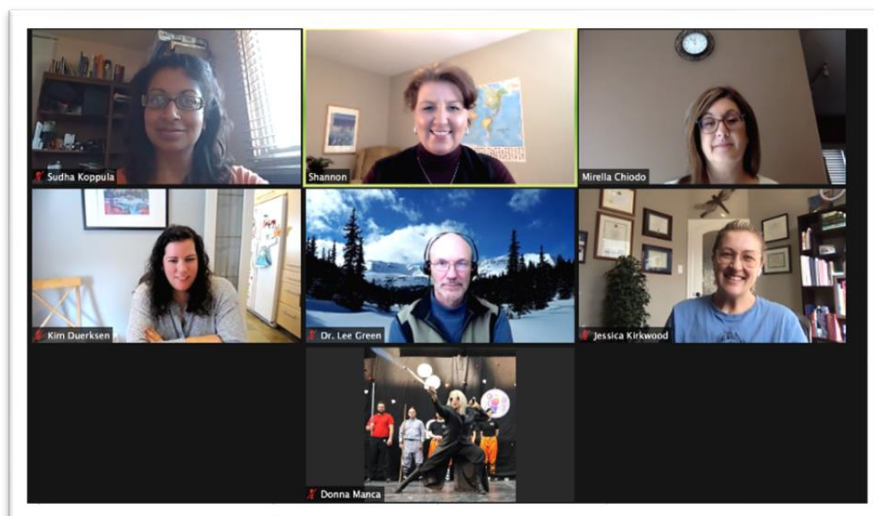 Sudha Koppula
Shannon
Mirella Chiodo
Kim Duerksen
Dr. Lee Green
Jessica Kirkwood
Donna Manca